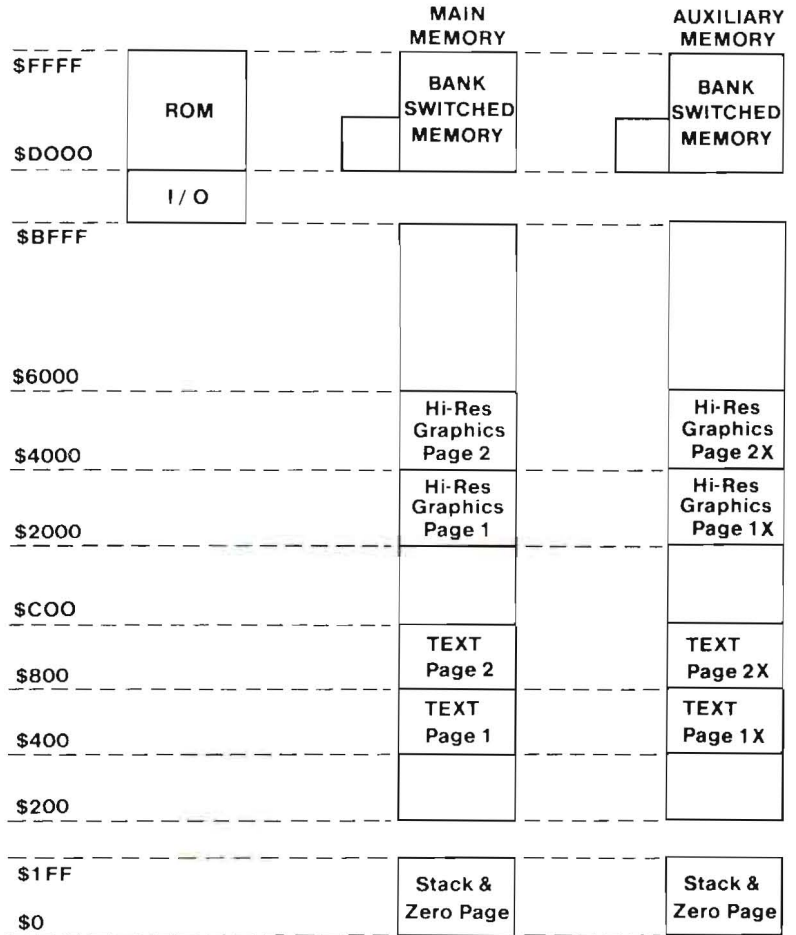 MAIN
MEMORY
AUXILIARY
MEMORY
$FFFF
ROM
BANK
SWITCHED
MEMORY
BANK
SWITCHED
MEMORY
$D000
I/O
$BFFF
$6000
Hi-Res
Graphics
Page 2
Hi-Res
Graphics
Page 2X
$4000
Hi-Res
Graphics
Page 1
Hi-Res
Graphics
Page 1X
$2000
$C00
TEXT
Page 2
TEXT
Page 2X
$800
TEXT
Page 1
TEXT
Page 1X
$400
$200
$1FF
Stack &
Zero Page
Stack &
Zero Page
$0